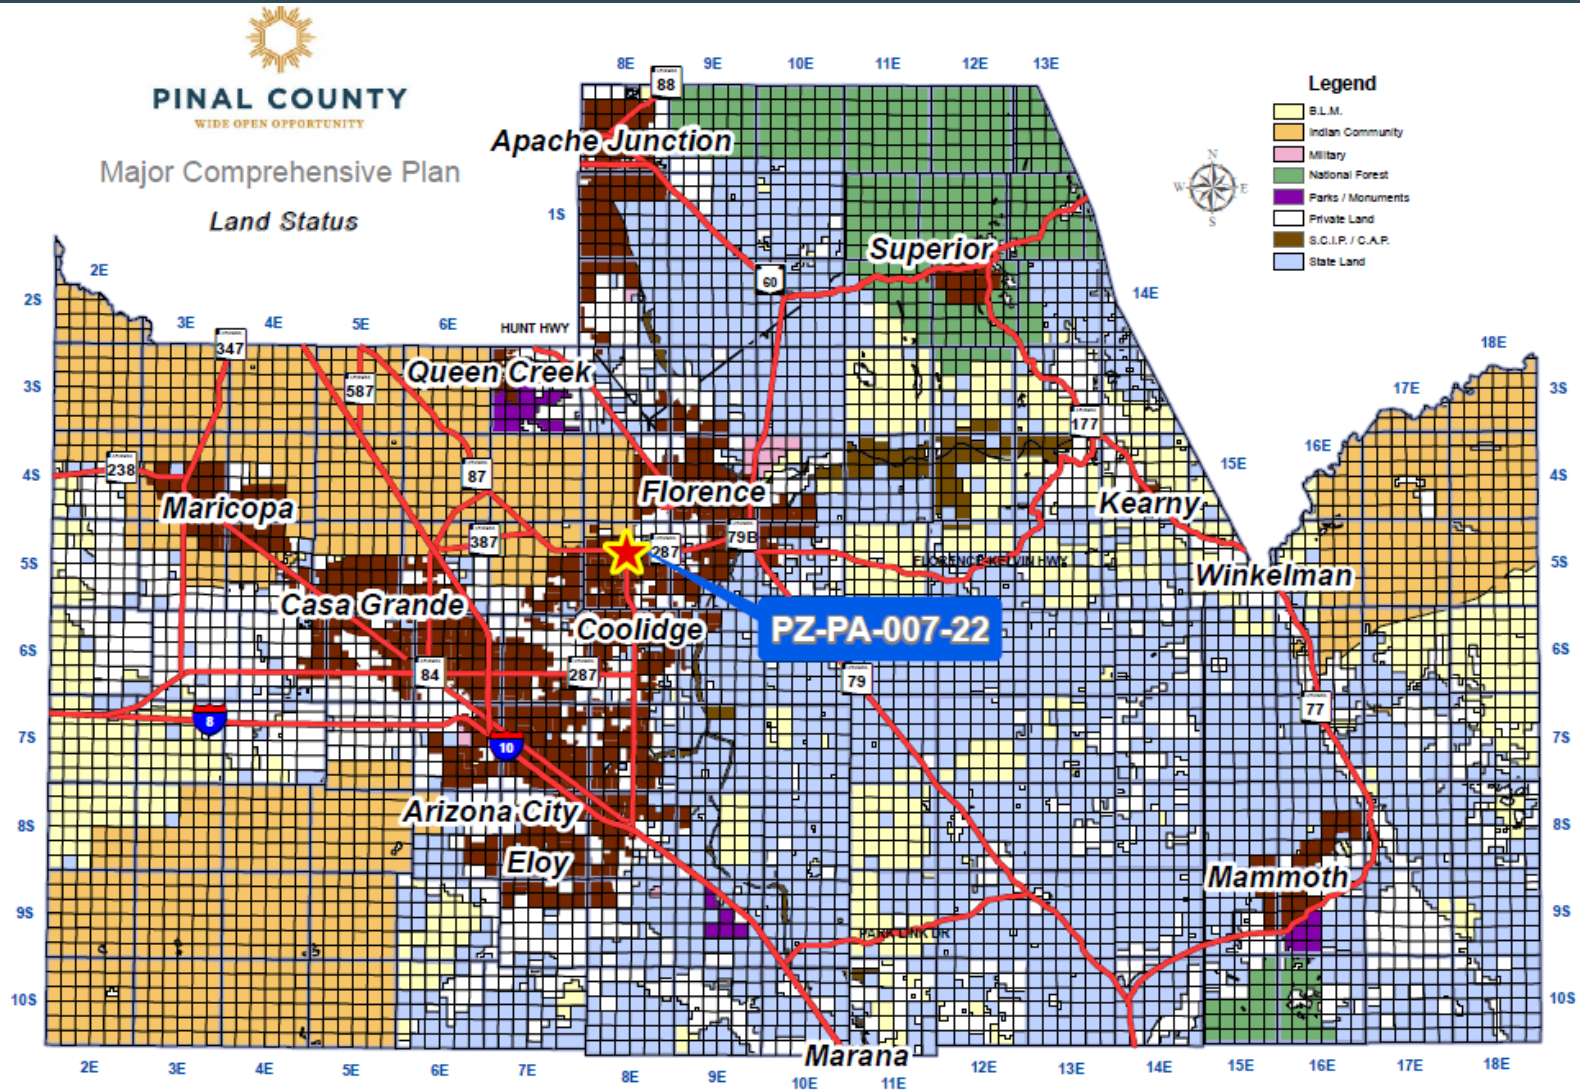 PINAL COUNTY
WIDE OPEN OPPORTUNITY
Major Comprehensive Plan
Land Status
Legend
B.L.M.
Indian Community
Military
National Forest
Parks / Monuments
Private Land
S.C.I.P. / C.A.P.
State Land
N
W E
S
8E 9E 10E 11E 12E 13E
88
Apache Junction
1S
Superior
60
2E
2S
14E
3E 4E 5E 6E
HUNT HWY
347
18E
Queen Creek
587
3S
17E
3S
177
16E
238
87
4S
15E
4S
Florence
Maricopa
Kearny
387
287
79B
5S
FLORENCE-KELVIN HWY
5S
Winkelman
Casa Grande
Coolidge
PZ-PA-007-22
6S
6S
84
287
79
77
8
10
7S
7S
Arizona City
8S
8S
Eloy
Mammoth
9S
9S
PARK LINK DR
10S
10S
Marana
2E 3E 4E 5E 6E 7E 8E 9E 10E 11E 12E 13E 14E 15E 16E 17E 18E